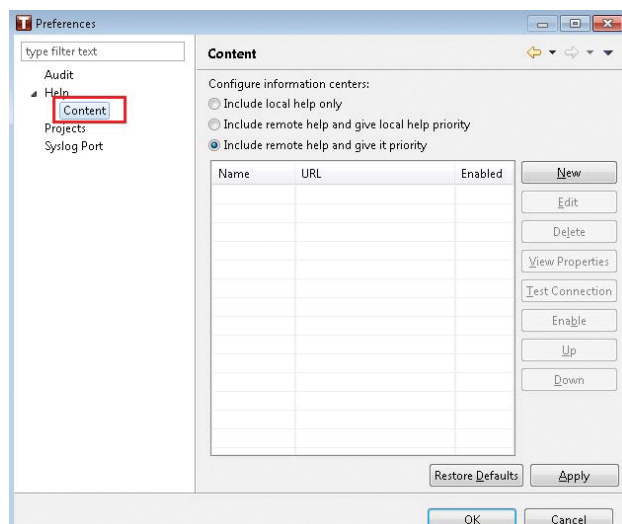 Preferences
type filter text
Audit
Help
Content
Projects
Syslog Port
Content
Configure information centers:
Include local help only
Include remote help and give local help priority
Include remote help and give it priority
Name URL Enabled
New
Edit
Delete
View Properties
Test Connection
Enable
Up
Down
Restore Defaults Apply
OK Cancel